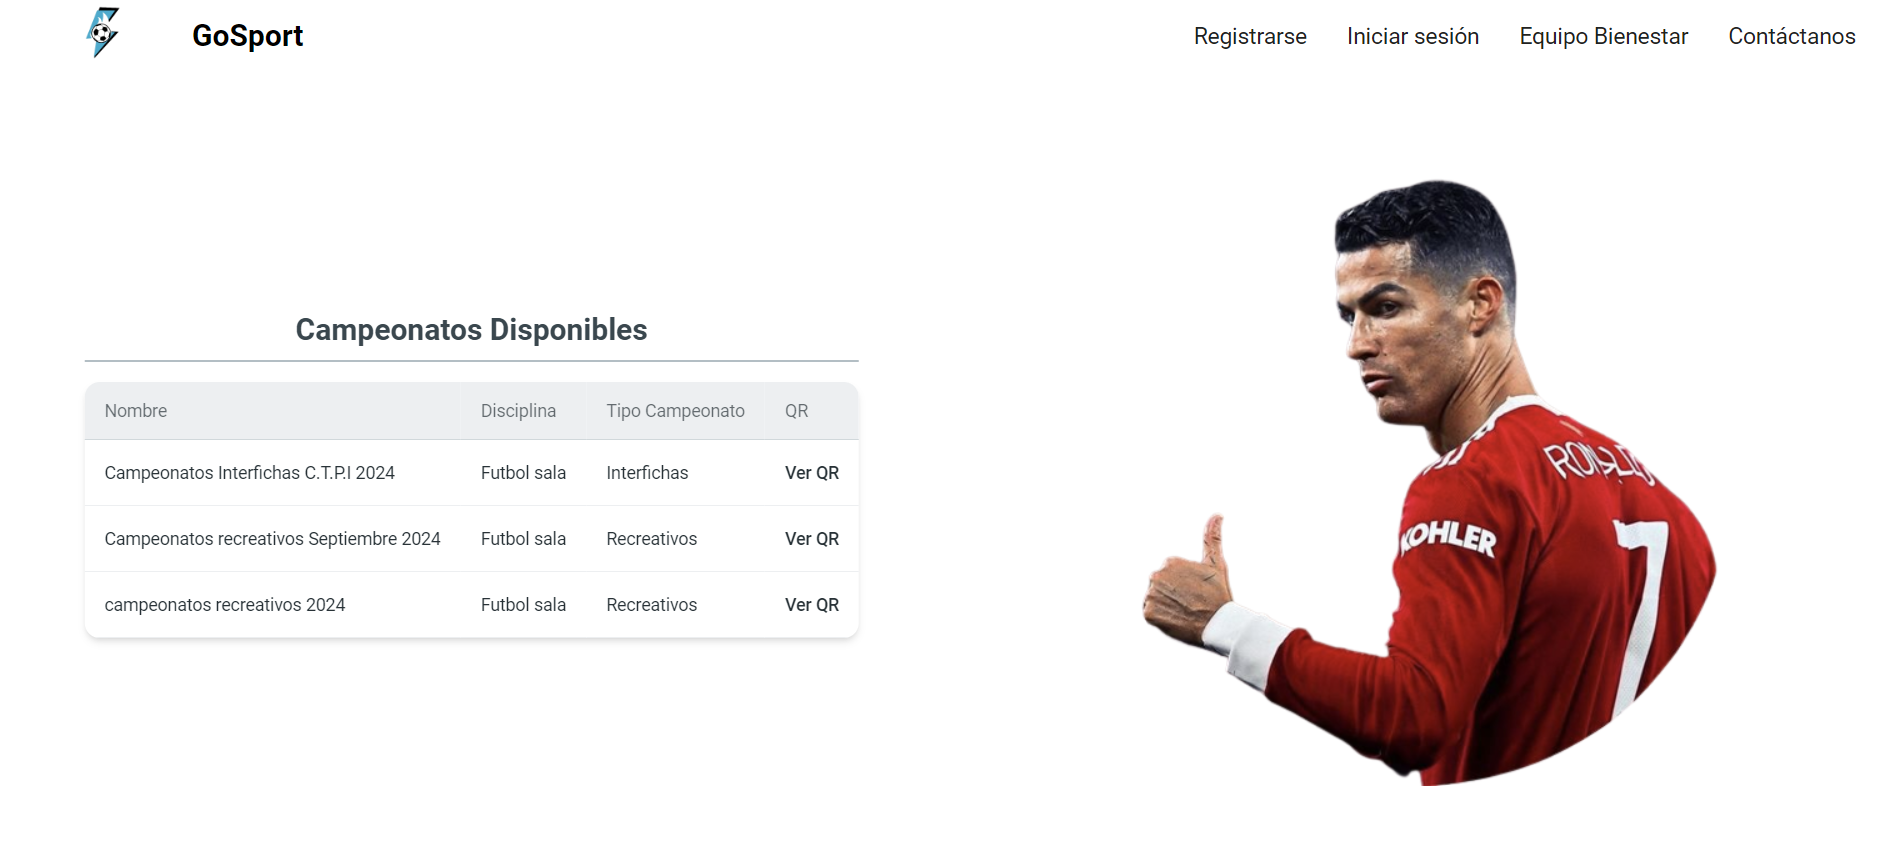 GoSport
Registrarse Iniciar sesión Equipo Bienestar Contáctanos
Campeonatos Disponibles
Nombre Disciplina Tipo Campeonato QR
Campeonatos Interfichas C.T.P.I 2024 Futbol sala Interfichas Ver QR
Campeonatos recreativos Septiembre 2024 Futbol sala Recreativos Ver QR
campeonatos recreativos 2024 Futbol sala Recreativos Ver QR
RONALDO
KOHLER
7